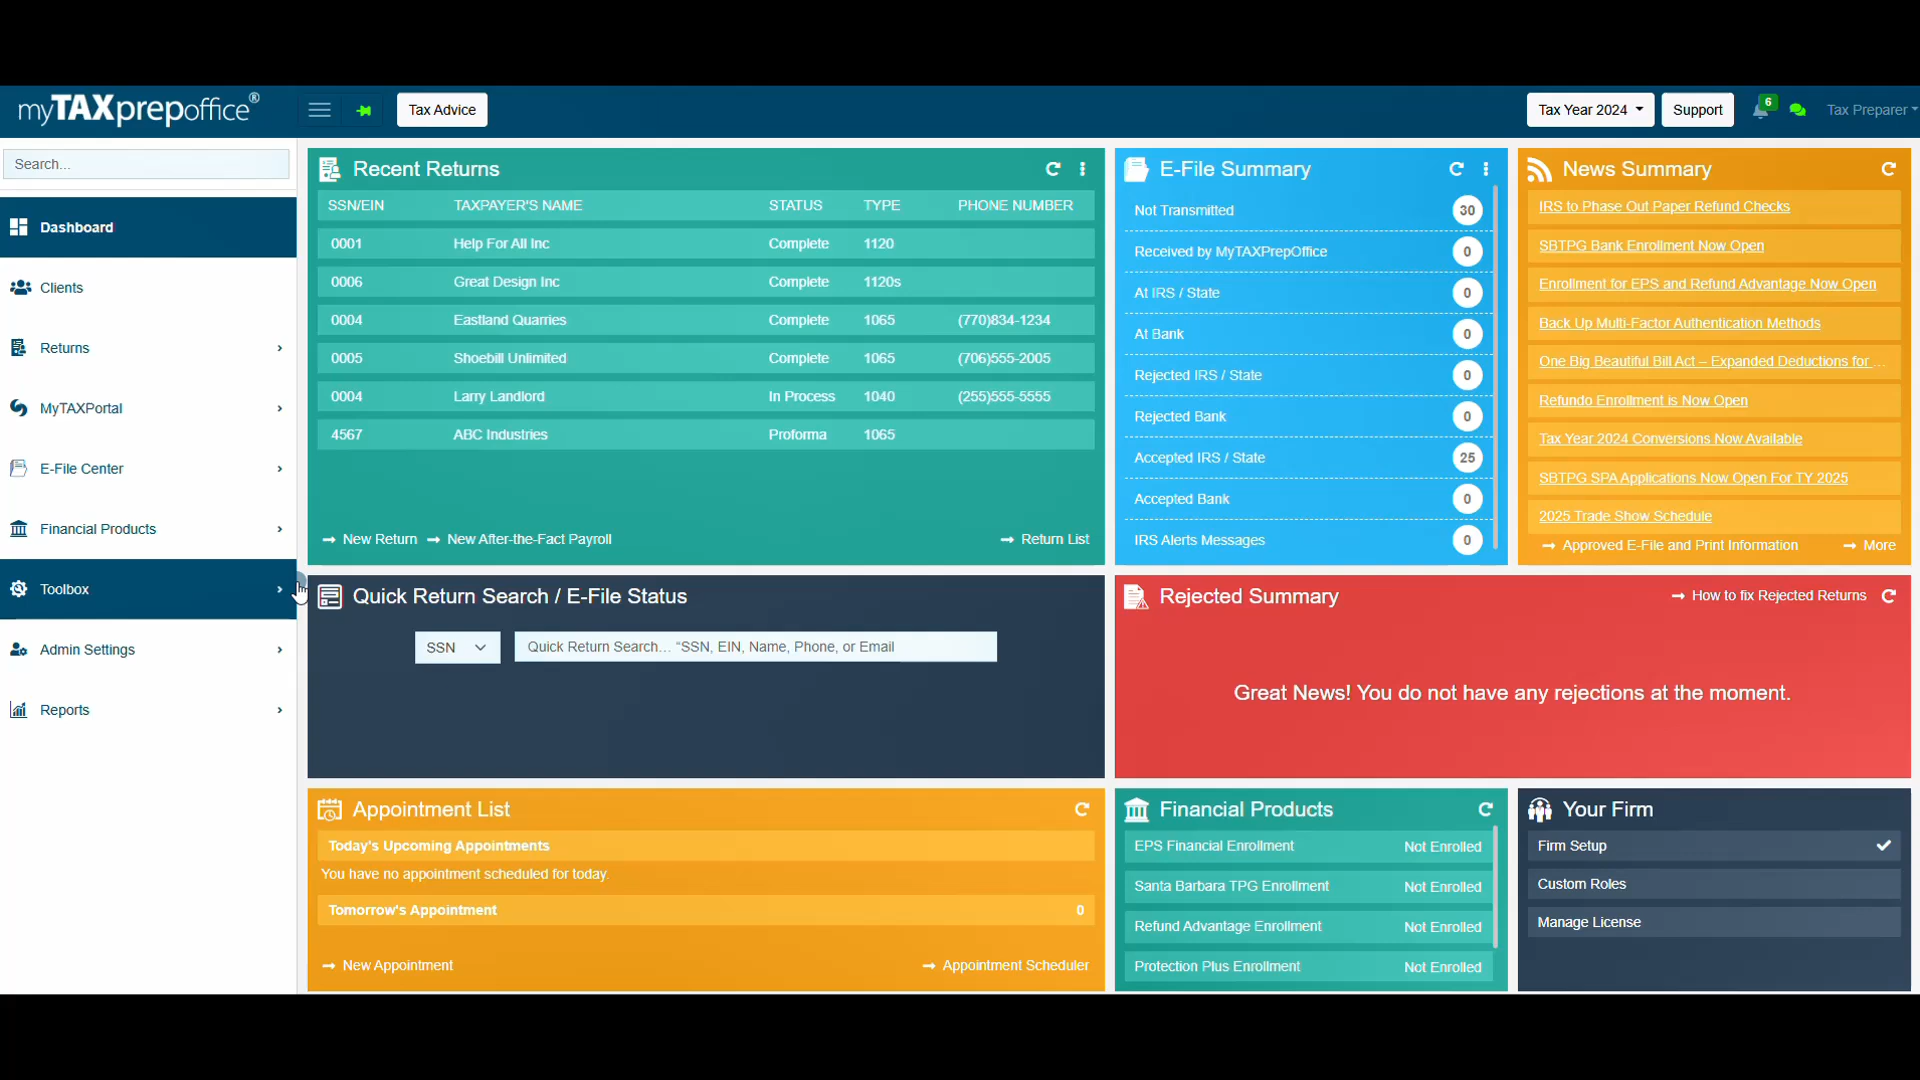 myTAXprepoffice®
Tax Advice
Tax Year 2024
Support
6
Tax Preparer
Search...
Dashboard
Clients
Returns
MyTAXPortal
E-File Center
Financial Products
Toolbox
Admin Settings
Reports
Recent Returns
SSN/EIN TAXPAYER'S NAME STATUS TYPE PHONE NUMBER
0001 Help For All Inc Complete 1120
0006 Great Design Inc Complete 1120s
0004 Eastland Quarries Complete 1065 (770)834-1234
0005 Shoebill Unlimited Complete 1065 (706)555-2005
0004 Larry Landlord In Process 1040 (255)555-5555
4567 ABC Industries Proforma 1065
→ New Return → New After-the-Fact Payroll → Return List
E-File Summary
Not Transmitted 30
Received by MyTAXPrepOffice 0
At IRS / State 0
At Bank 0
Rejected IRS / State 0
Rejected Bank 0
Accepted IRS / State 25
Accepted Bank 0
IRS Alerts Messages 0
News Summary
IRS to Phase Out Paper Refund Checks
SBTPG Bank Enrollment Now Open
Enrollment for EPS and Refund Advantage Now Open
Back Up Multi-Factor Authentication Methods
One Big Beautiful Bill Act – Expanded Deductions for ...
Refundo Enrollment is Now Open
Tax Year 2024 Conversions Now Available
SBTPG SPA Applications Now Open For TY 2025
2025 Trade Show Schedule
→ Approved E-File and Print Information → More
Quick Return Search / E-File Status
SSN
Quick Return Search... "SSN, EIN, Name, Phone, or Email
Rejected Summary
→ How to fix Rejected Returns
Great News! You do not have any rejections at the moment.
Appointment List
Today's Upcoming Appointments
You have no appointment scheduled for today.
Tomorrow's Appointment 0
→ New Appointment → Appointment Scheduler
Financial Products
EPS Financial Enrollment Not Enrolled
Santa Barbara TPG Enrollment Not Enrolled
Refund Advantage Enrollment Not Enrolled
Protection Plus Enrollment Not Enrolled
Your Firm
Firm Setup
Custom Roles
Manage License